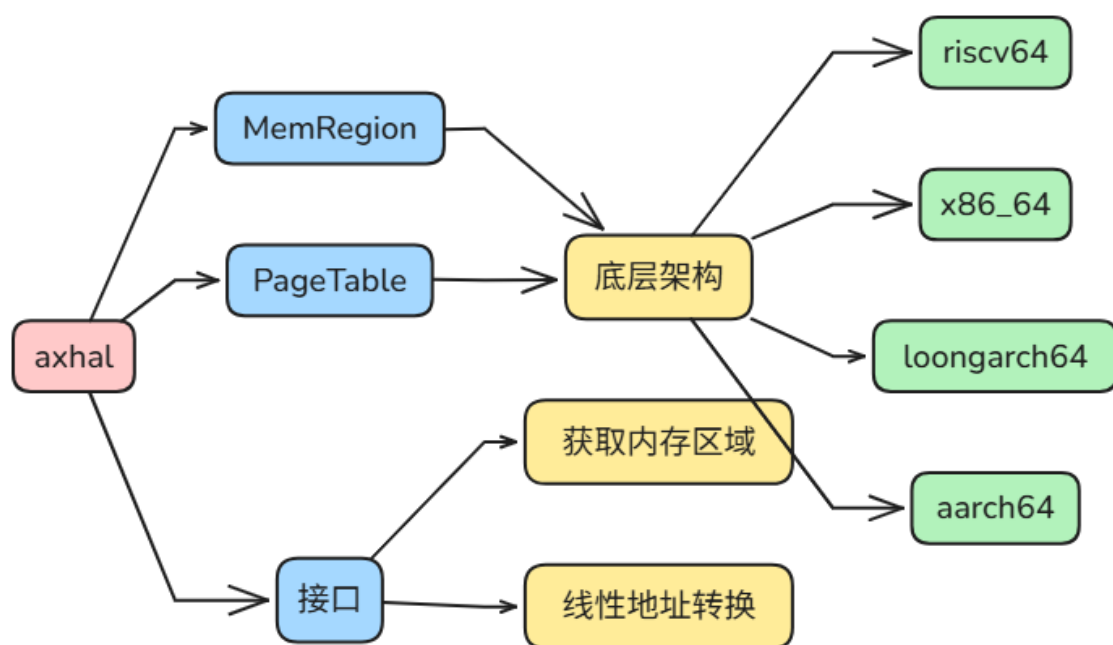 axhal
MemRegion
PageTable
接口
底层架构
获取内存区域
线性地址转换
riscv64
x86_64
loongarch64
aarch64